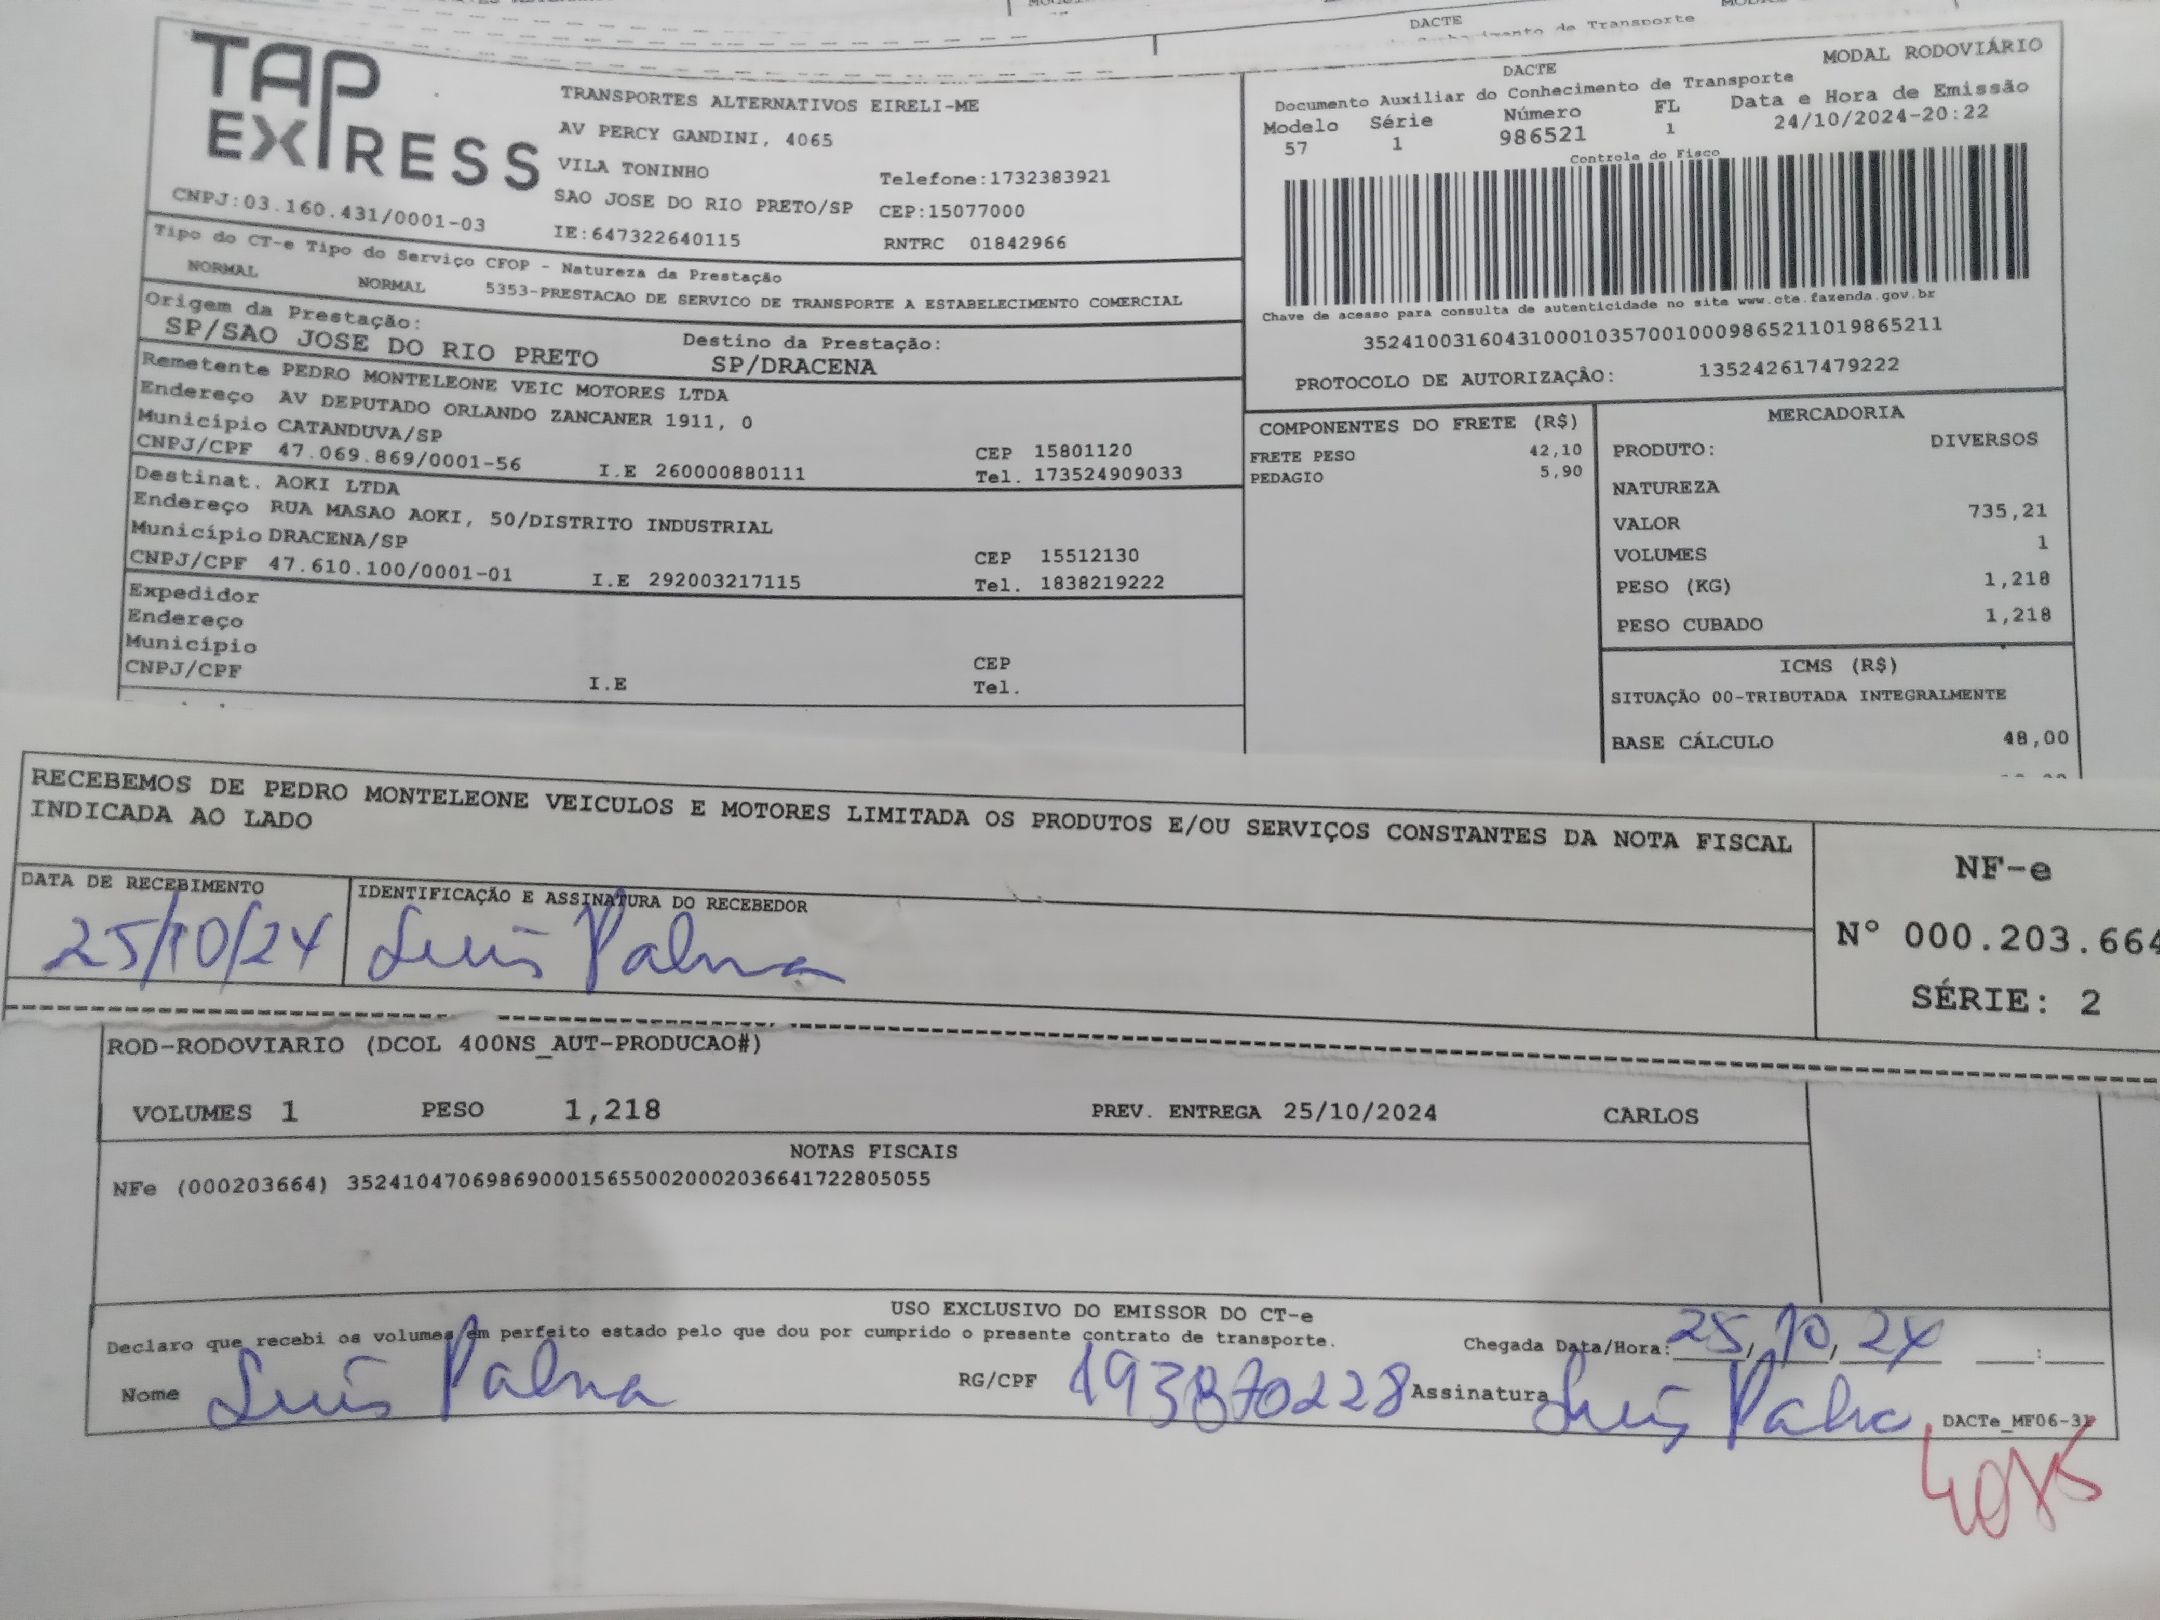 DACTE
TAP
EXPRESS
CNPJ:03.160.431/0001-03
TRANSPORTES ALTERNATIVOS EIRELI-ME
AV PERCY GANDINI, 4065
VILA TONINHO
Telefone:1732383921
SAO JOSE DO RIO PRETO/SP CEP:15077000
IE:647322640115 RNTRC 01842966
DACTE MODAL RODOVIÁRIO
Documento Auxiliar do Conhecimento de Transporte
Modelo Série Número FL Data e Hora de Emissão
57 1 986521 1 24/10/2024-20:22
Controle do Fisco
Chave de acesso para consulta de autenticidade no site www.cte.fazenda.gov.br
35241003160431000103570010009865211019865211
PROTOCOLO DE AUTORIZAÇÃO: 135242617479222
Tipo do CT-e Tipo do Serviço CFOP - Natureza da Prestação
NORMAL NORMAL 5353-PRESTACAO DE SERVICO DE TRANSPORTE A ESTABELECIMENTO COMERCIAL
Origem da Prestação: Destino da Prestação:
SP/SAO JOSE DO RIO PRETO SP/DRACENA
Remetente PEDRO MONTELEONE VEIC MOTORES LTDA
Endereço AV DEPUTADO ORLANDO ZANCANER 1911, 0
Município CATANDUVA/SP CEP 15801120
CNPJ/CPF 47.069.869/0001-56 I.E 260000880111 Tel. 173524909033
Destinat. AOKI LTDA
Endereço RUA MASAO AOKI, 50/DISTRITO INDUSTRIAL
Município DRACENA/SP CEP 15512130
CNPJ/CPF 47.610.100/0001-01 I.E 292003217115 Tel. 1838219222
Expedidor
Endereço
Município CEP
CNPJ/CPF I.E Tel.
COMPONENTES DO FRETE (R$)
FRETE PESO 42,10
PEDAGIO 5,90
MERCADORIA
PRODUTO: DIVERSOS
NATUREZA
VALOR 735,21
VOLUMES 1
PESO (KG) 1,218
PESO CUBADO 1,218
ICMS (R$)
SITUAÇÃO 00-TRIBUTADA INTEGRALMENTE
BASE CÁLCULO 48,00
RECEBEMOS DE PEDRO MONTELEONE VEICULOS E MOTORES LIMITADA OS PRODUTOS E/OU SERVIÇOS CONSTANTES DA NOTA FISCAL
INDICADA AO LADO
DATA DE RECEBIMENTO IDENTIFICAÇÃO E ASSINATURA DO RECEBEDOR
25/10/24 Luis Palma
NF-e
Nº 000.203.664
SÉRIE: 2
ROD-RODOVIARIO (DCOL 400NS_AUT-PRODUCAO#)
VOLUMES 1 PESO 1,218 PREV. ENTREGA 25/10/2024 CARLOS
NOTAS FISCAIS
NFe (000203664) 35241047069869000156550020002036641722805055
USO EXCLUSIVO DO EMISSOR DO CT-e
Declaro que recebi os volumes em perfeito estado pelo que dou por cumprido o presente contrato de transporte. Chegada Data/Hora: 25/10/24 __:__
Nome Luis Palma RG/CPF 193870228 Assinatura Luis Palma DACTe_MF06-31